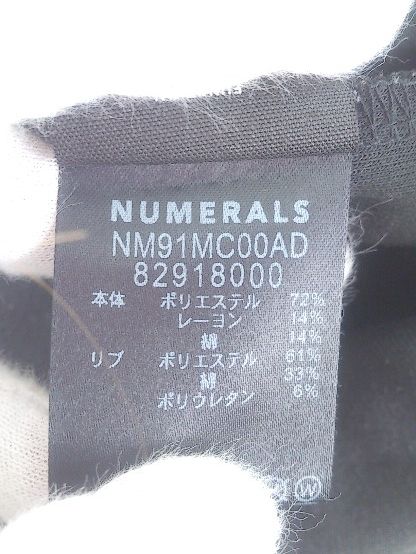 NUMERALS
NM91MC00AD
82918000
本体 ポリエステル 72%
レーヨン 14%
綿 14%
リブ ポリエステル 61%
綿 33%
ポリウレタン 6%
W